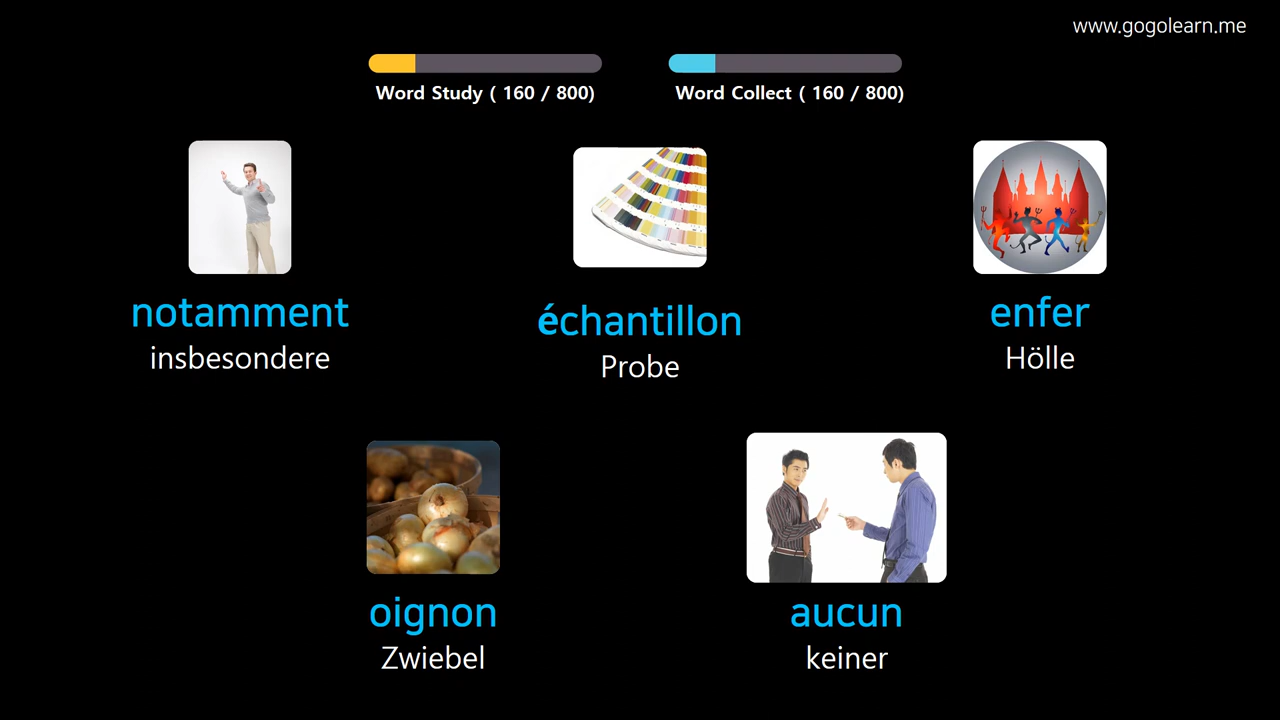 www.gogolearn.me
Word Study ( 160 / 800)
Word Collect ( 160 / 800)
notamment
insbesondere
échantillon
Probe
enfer
Hölle
oignon
Zwiebel
aucun
keiner